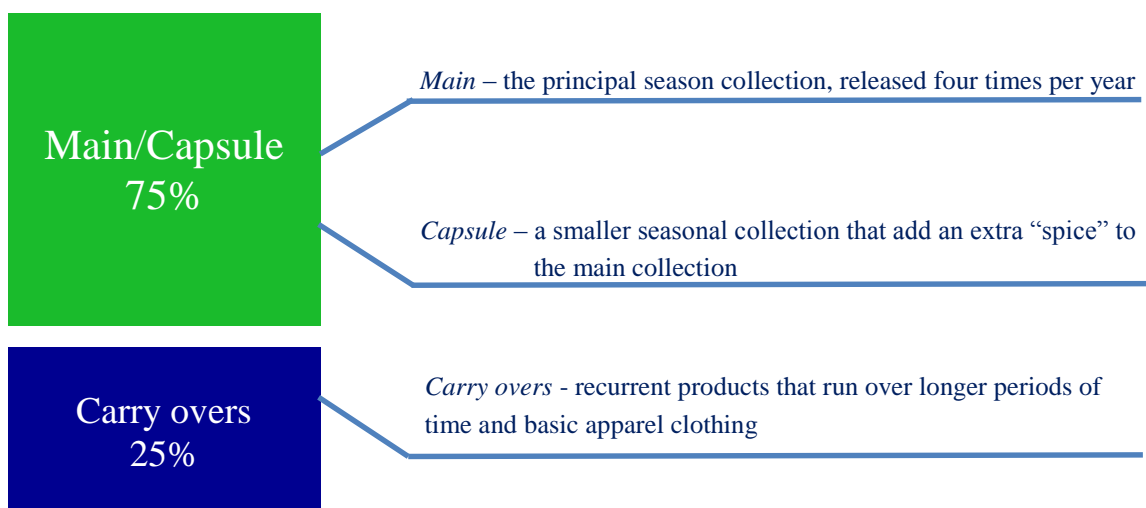 Main/Capsule
75%
Main – the principal season collection, released four times per year
Capsule – a smaller seasonal collection that add an extra “spice” to
the main collection
Carry overs
25%
Carry overs - recurrent products that run over longer periods of
time and basic apparel clothing